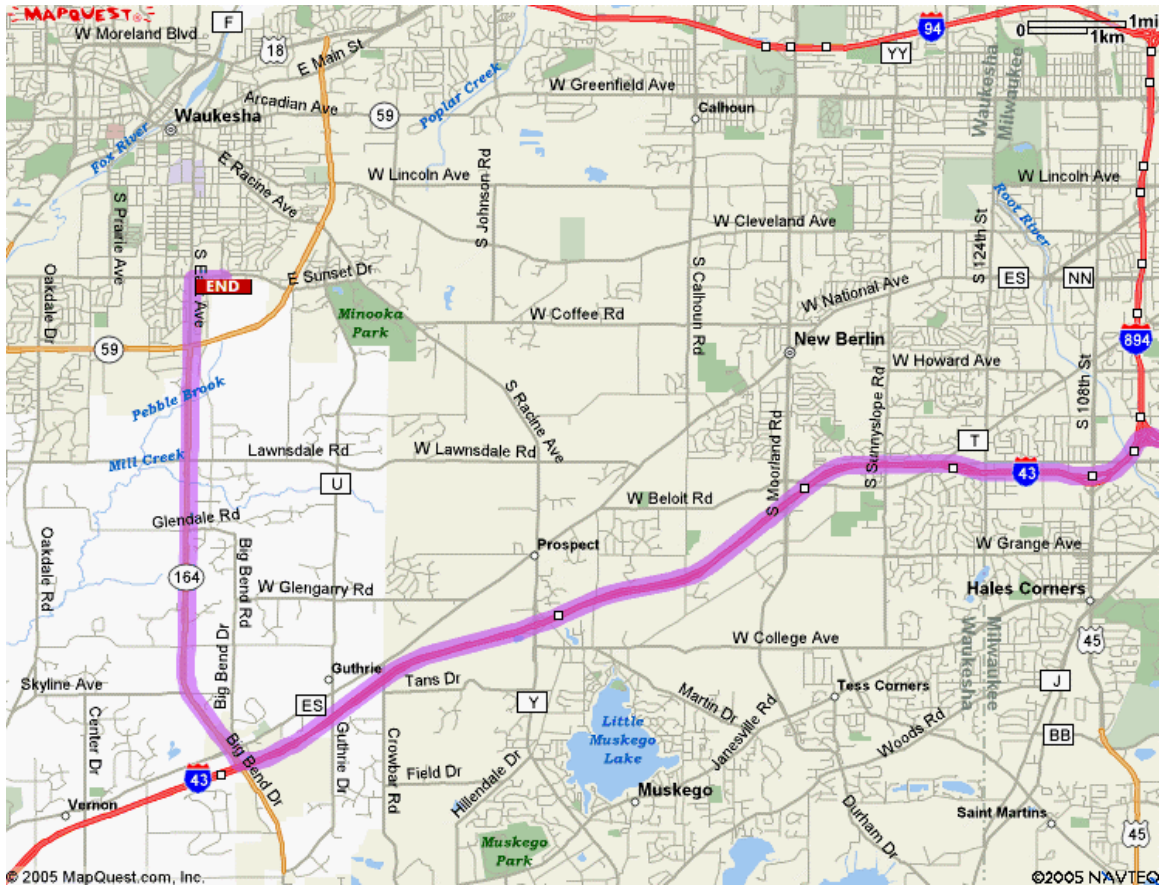 MAPQUEST®
W Moreland Blvd
F
18
E Main St
94
YY
0
1mi
1km
Poplar Creek
W Greenfield Ave
Waukesha
Milwaukee
Arcadian Ave
59
Calhoun
Waukesha
Fox River
E Racine Ave
W Lincoln Ave
W Lincoln Ave
S Prairie Ave
S Johnson Rd
Root River
W Cleveland Ave
S 124th St
S East Ave
E Sunset Dr
Oakdale Dr
END
S Calhoun Rd
ES
NN
W National Ave
Minooka
Park
W Coffee Rd
New Berlin
894
59
W Howard Ave
Pebble Brook
S Racine Ave
S Sunnyslope Rd
S 108th St
Mill Creek
Lawnsdale Rd
W Lawnsdale Rd
S Moorland Rd
T
43
U
W Beloit Rd
Glendale Rd
Oakdale Rd
Big Bend Rd
Prospect
W Grange Ave
164
W Glengarry Rd
Hales Corners
Big Bend Dr
W College Ave
Milwaukee
Waukesha
45
Guthrie
Skyline Ave
Tans Dr
Martin Dr
Tess Corners
J
ES
Y
Center Dr
Guthrie Dr
Crowbar Rd
Little
Muskego
Lake
Janesville Rd
Woods Rd
BB
Big Bend Dr
43
Field Dr
Hillendale Dr
Muskego
Vernon
Durham Dr
Saint Martins
45
Muskego
Park
© 2005 MapQuest.com, Inc.
©2005 NAVTEQ